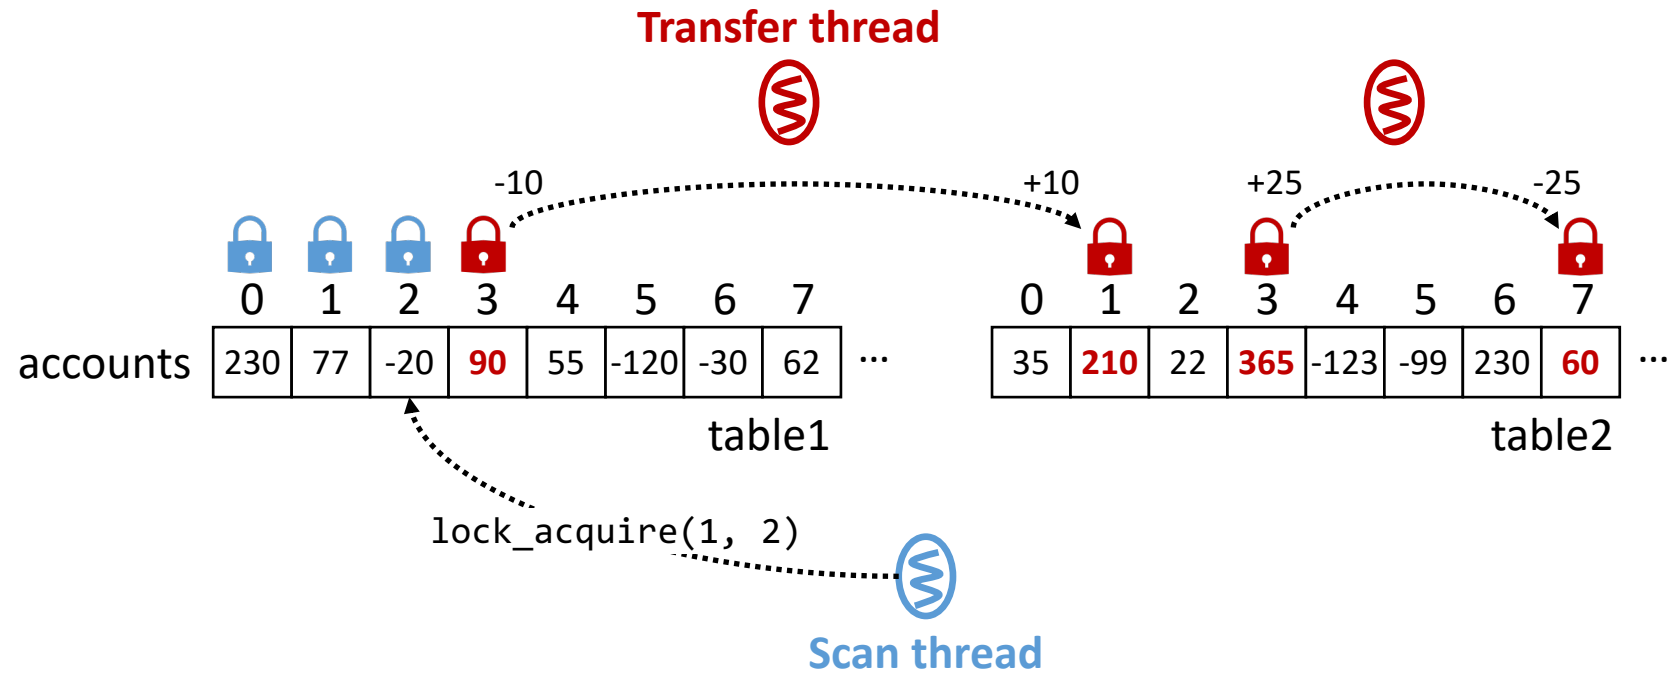 Transfer thread
-10 +10 +25 -25
0 1 2 3 4 5 6 7 0 1 2 3 4 5 6 7
accounts 230 77 -20 90 55 -120 -30 62 ... 35 210 22 365 -123 -99 230 60 ...
table1 table2
lock_acquire(1, 2)
Scan thread